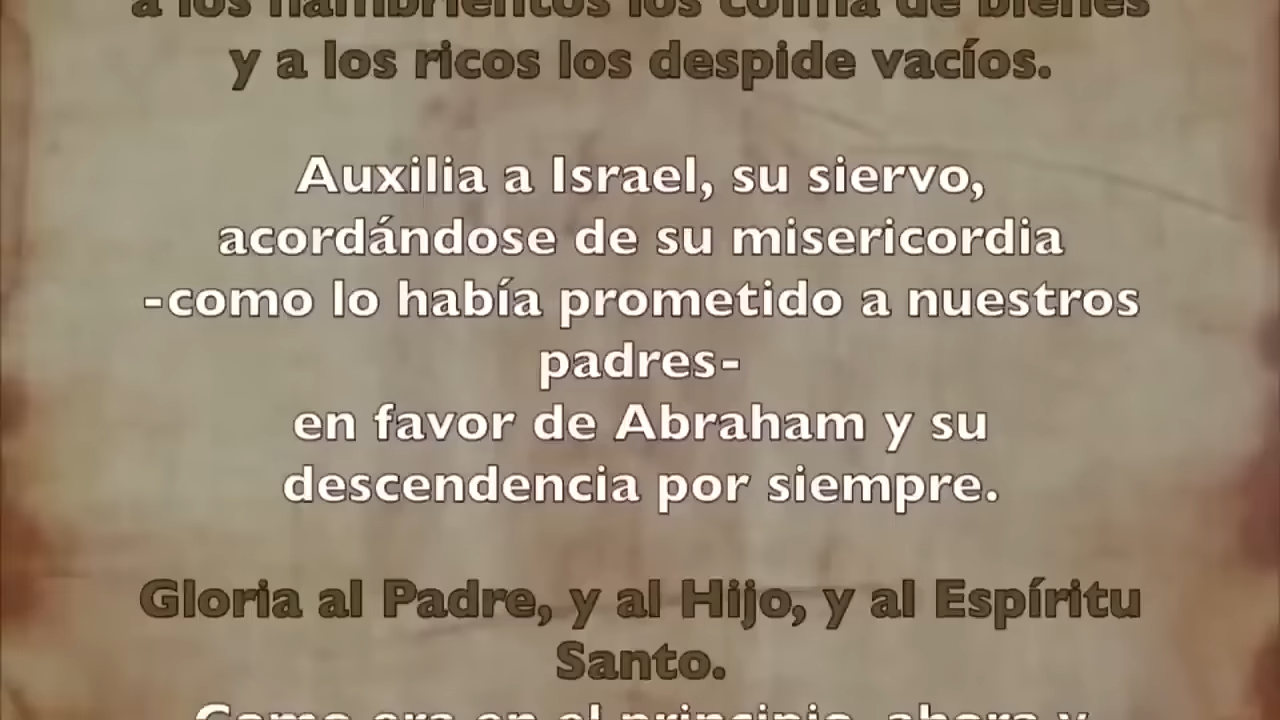 a los hambrientos los colma de bienes
y a los ricos los despide vacíos.
Auxilia a Israel, su siervo,
acordándose de su misericordia
-como lo había prometido a nuestros
padres-
en favor de Abraham y su
descendencia por siempre.
Gloria al Padre, y al Hijo, y al Espíritu
Santo.
Como era en el principio, ahora y